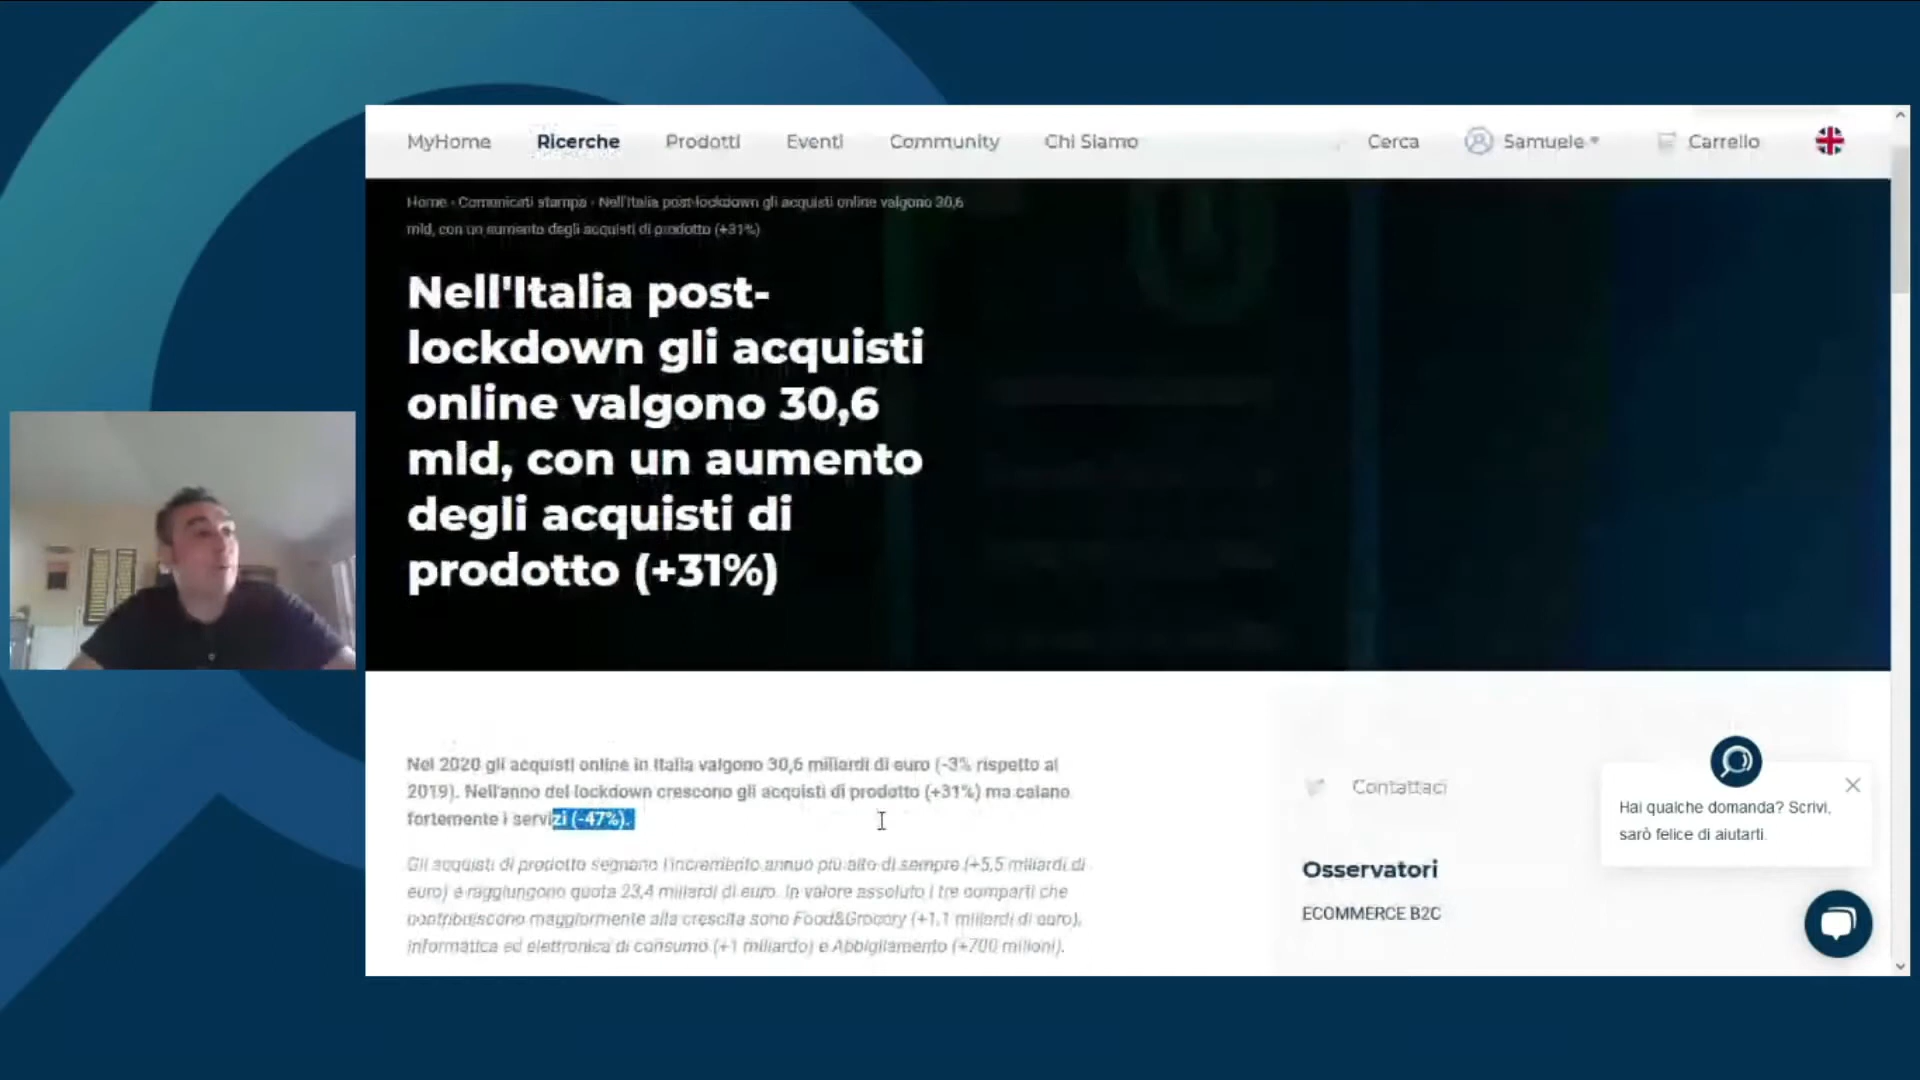 MyHome Ricerche Prodotti Eventi Community Chi Siamo Cerca Samuele Carrello
Home - Comunicati stampa - Nell'Italia post-lockdown gli acquisti online valgono 30,6
mld, con un aumento degli acquisti di prodotto (+31%)
Nell'Italia post-
lockdown gli acquisti
online valgono 30,6
mld, con un aumento
degli acquisti di
prodotto (+31%)
Nel 2020 gli acquisti online in Italia valgono 30,6 miliardi di euro (-3% rispetto al
2019). Nell'anno del lockdown crescono gli acquisti di prodotto (+31%) ma calano
fortemente i servizi (-47%).
Gli acquisti di prodotto segnano l'incremento annuo più alto di sempre (+5,5 miliardi di
euro) e raggiungono quota 23,4 miliardi di euro. In valore assoluto i tre comparti che
contribuiscono maggiormente alla crescita sono Food&Grocery (+1,1 miliardi di euro),
Informatica ed elettronica di consumo (+1 miliardo) e Abbigliamento (+700 milioni).
Contattaci
Osservatori
ECOMMERCE B2C
Hai qualche domanda? Scrivi,
sarò felice di aiutarti.